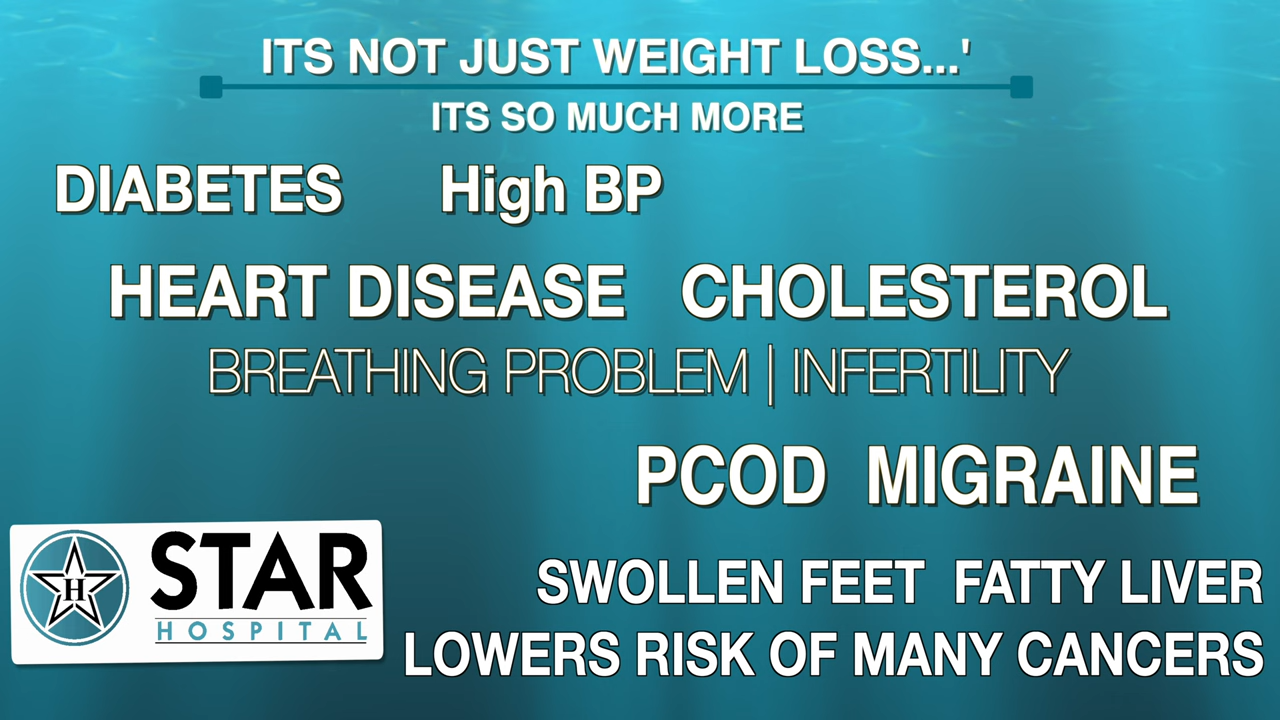 ITS NOT JUST WEIGHT LOSS...'
ITS SO MUCH MORE
DIABETES High BP
HEART DISEASE CHOLESTEROL
BREATHING PROBLEM | INFERTILITY
PCOD MIGRAINE
SWOLLEN FEET FATTY LIVER
LOWERS RISK OF MANY CANCERS
H
STAR
HOSPITAL